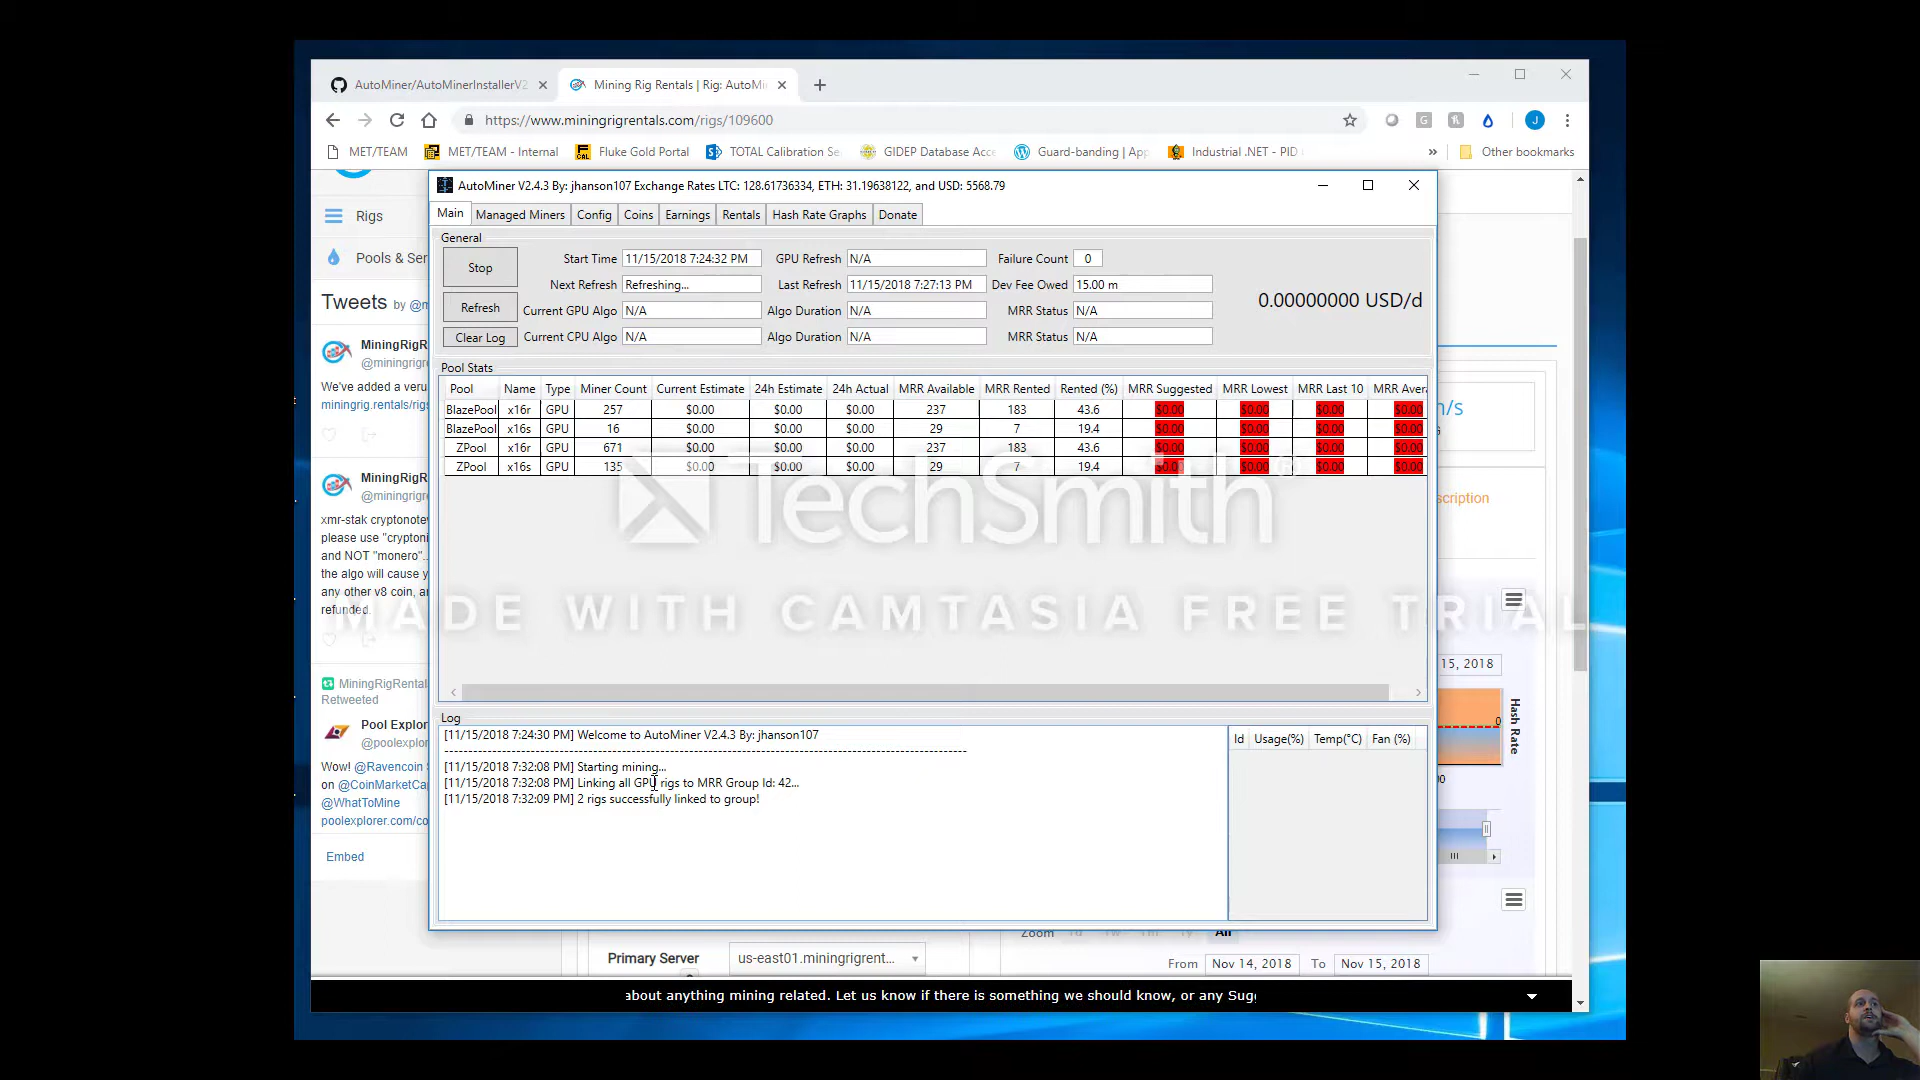 AutoMiner/AutoMinerInstallerV2
Mining Rig Rentals | Rig: AutoMi
https://www.miningrigrentals.com/rigs/109600
MET/TEAM
MET/TEAM - Internal
Fluke Gold Portal
TOTAL Calibration Se
GIDEP Database Acc
Guard-banding | App
Industrial .NET - PID
Other bookmarks
AutoMiner V2.4.3 By: jhanson107 Exchange Rates LTC: 128.61736334, ETH: 31.19638122, and USD: 5568.79
Main Managed Miners Config Coins Earnings Rentals Hash Rate Graphs Donate
General
Stop Start Time 11/15/2018 7:24:32 PM GPU Refresh N/A Failure Count 0
Next Refresh Refreshing... Last Refresh 11/15/2018 7:27:13 PM Dev Fee Owed 15.00 m
0.00000000 USD/d
Refresh Current GPU Algo N/A Algo Duration N/A MRR Status N/A
Clear Log Current CPU Algo N/A Algo Duration N/A MRR Status N/A
Pool Stats
Pool Name Type Miner Count Current Estimate 24h Estimate 24h Actual MRR Available MRR Rented Rented (%) MRR Suggested MRR Lowest MRR Last 10 MRR Avera
BlazePool x16r GPU 257 $0.00 $0.00 $0.00 237 183 43.6 $0.00 $0.00 $0.00 $0.00
BlazePool x16s GPU 16 $0.00 $0.00 $0.00 29 7 19.4 $0.00 $0.00 $0.00 $0.00
ZPool x16r GPU 671 $0.00 $0.00 $0.00 237 183 43.6 $0.00 $0.00 $0.00 $0.00
ZPool x16s GPU 135 $0.00 $0.00 $0.00 29 7 19.4 $0.00 $0.00 $0.00 $0.00
TechSmith®
MADE WITH CAMTASIA FREE TRIAL
Log
[11/15/2018 7:24:30 PM] Welcome to AutoMiner V2.4.3 By: jhanson107
[11/15/2018 7:32:08 PM] Starting mining...
[11/15/2018 7:32:08 PM] Linking all GPU rigs to MRR Group Id: 42...
[11/15/2018 7:32:09 PM] 2 rigs successfully linked to group!
Id Usage(%) Temp(°C) Fan (%)
Rigs
Pools & Ser
Tweets by @m
MiningRigR
@miningrig
We've added a veru
miningrig.rentals/rigs
MiningRigR
@miningrig
xmr-stak cryptonote
please use "cryptoni
and NOT "monero"..
the algo will cause y
any other v8 coin, a
refunded.
MiningRigRenta
Retweeted
Pool Explor
@poolexplor
Wow! @Ravencoin
on @CoinMarketCap
@WhatToMine
poolexplorer.com/co
Embed
h/s
cription
15, 2018
Hash Rate
0
Zoom All
Primary Server us-east01.miningrigrent...
From Nov 14, 2018 To Nov 15, 2018
about anything mining related. Let us know if there is something we should know, or any Sugg